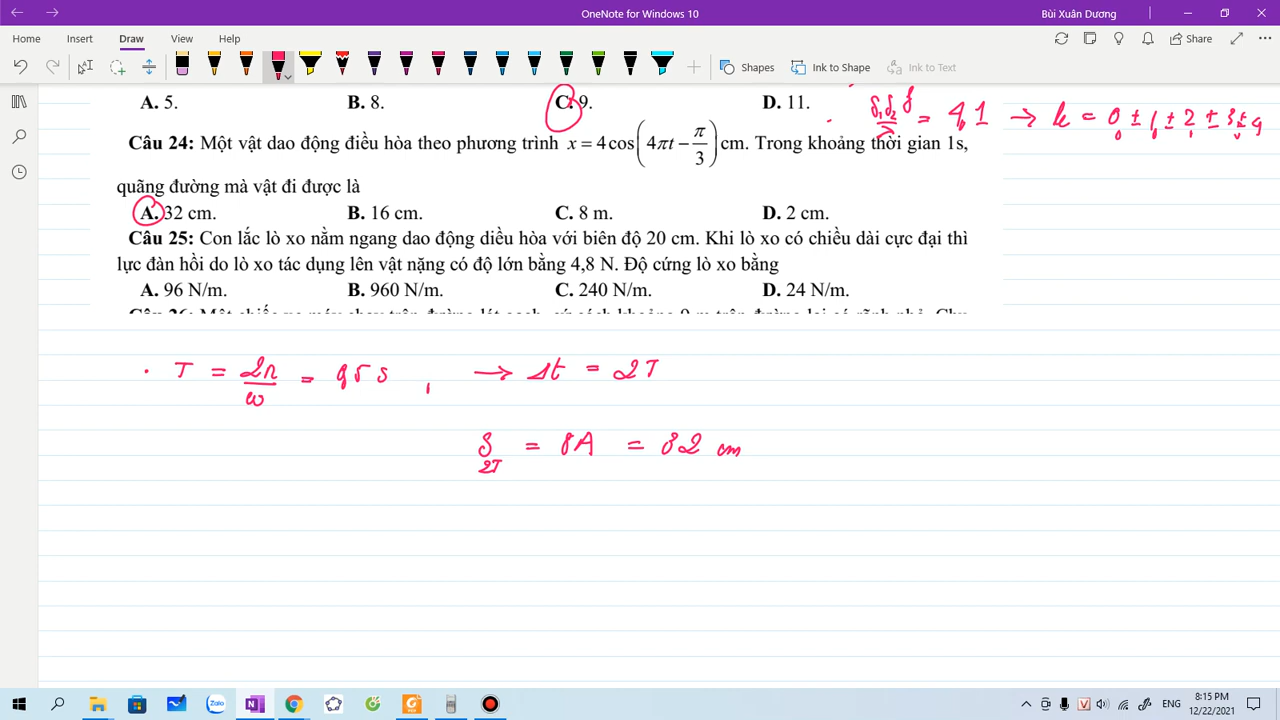 OneNote for Windows 10
Bùi Xuân Dương
Home Insert Draw View Help
Share
Shapes Ink to Shape Ink to Text
A. 5. B. 8. C. 9. D. 11.
= 4,1 → k = 0 ± 1, ± 2, ± 3, ± 4
Câu 24: Một vật dao động điều hòa theo phương trình x = 4cos(4πt − π/3) cm. Trong khoảng thời gian 1s,
quãng đường mà vật đi được là
A. 32 cm. B. 16 cm. C. 8 m. D. 2 cm.
Câu 25: Con lắc lò xo nằm ngang dao động diều hòa với biên độ 20 cm. Khi lò xo có chiều dài cực đại thì
lực đàn hồi do lò xo tác dụng lên vật nặng có độ lớn bằng 4,8 N. Độ cứng lò xo bằng
A. 96 N/m. B. 960 N/m. C. 240 N/m. D. 24 N/m.
T = 2π/ω = 0,5 s, → Δt = 2T
S2T = 8A = 32 cm
Zalo
8:15 PM
12/22/2021